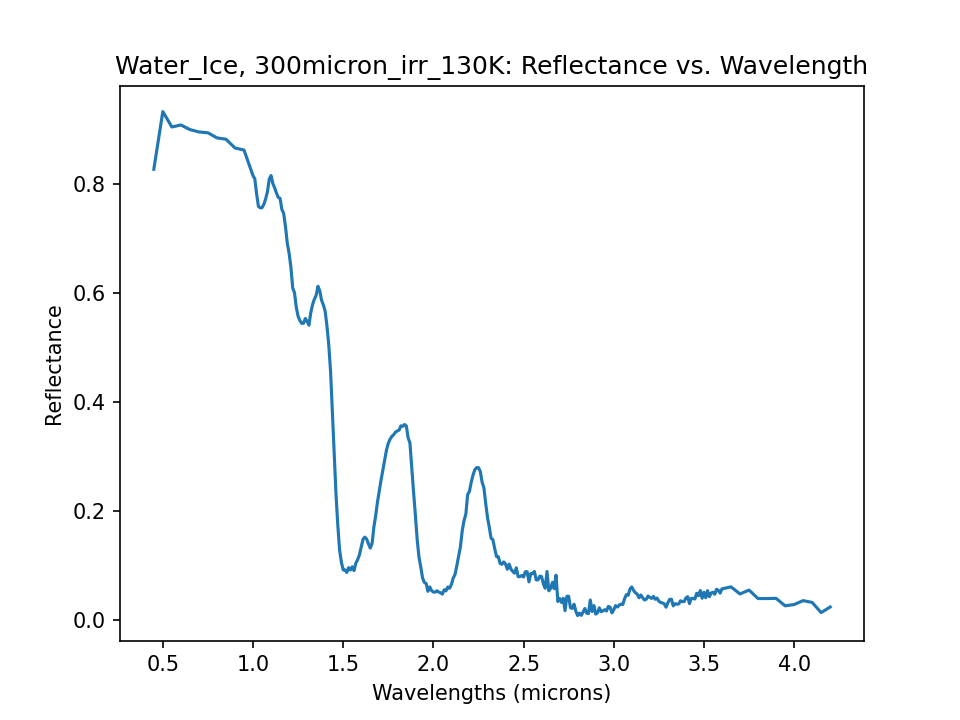 Water_Ice, 300micron_irr_130K: Reflectance vs. Wavelength
Reflectance
0.8
0.6
0.4
0.2
0.0
0.5 1.0 1.5 2.0 2.5 3.0 3.5 4.0
Wavelengths (microns)